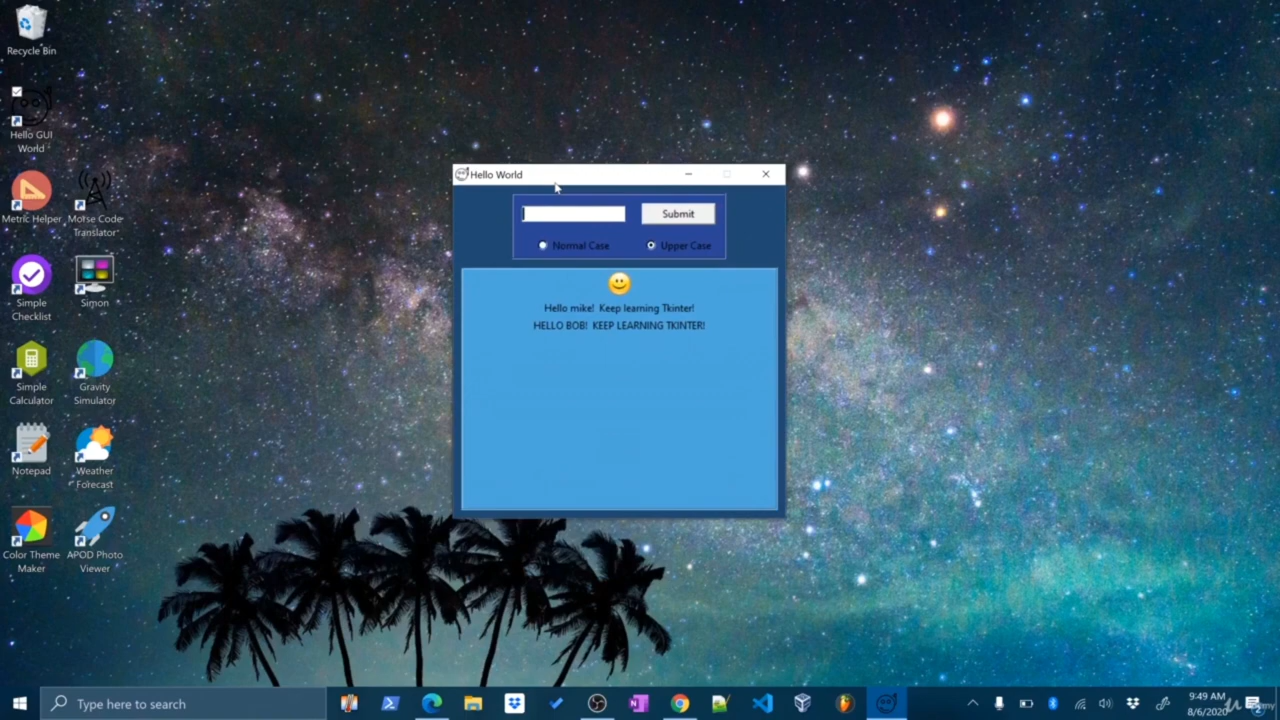 Recycle Bin
Hello GUI
World
Metric Helper
Morse Code
Translator
Simple
Checklist
Simon
Simple
Calculator
Gravity
Simulator
Notepad
Weather
Forecast
Color Theme
Maker
APOD Photo
Viewer
Hello World
Submit
Normal Case
Upper Case
Hello mike! Keep learning Tkinter!
HELLO BOB! KEEP LEARNING TKINTER!
Type here to search
9:49 AM
8/6/2020